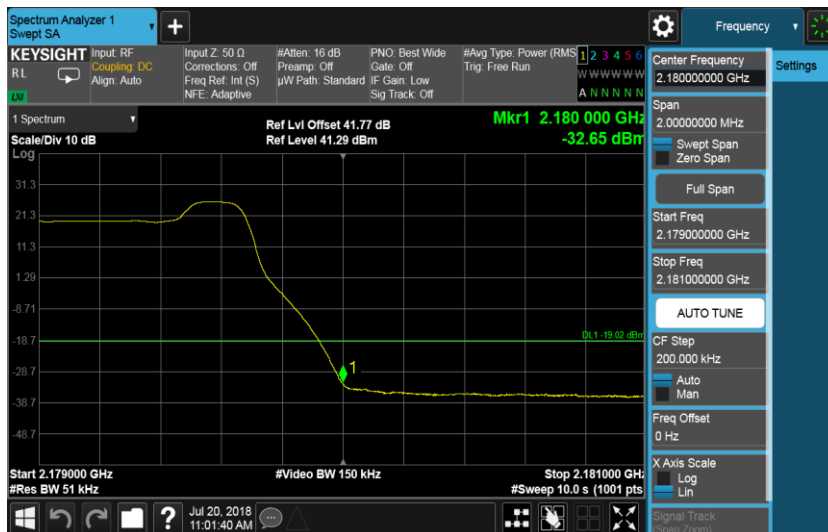 Spectrum Analyzer 1
Swept SA
+
Frequency
KEYSIGHT
RL
LXI
Input: RF
Coupling: DC
Align: Auto
Input Z: 50 Ω
Corrections: Off
Freq Ref: Int (S)
NFE: Adaptive
#Atten: 16 dB
Preamp: Off
µW Path: Standard
PNO: Best Wide
Gate: Off
IF Gain: Low
Sig Track: Off
#Avg Type: Power (RMS
Trig: Free Run
1 2 3 4 5 6
W W W W W W
A N N N N N
1 Spectrum
Scale/Div 10 dB
Ref Lvl Offset 41.77 dB
Ref Level 41.29 dBm
Mkr1 2.180 000 GHz
-32.65 dBm
Log
31.3
21.3
11.3
1.29
-8.71
-18.7
-28.7
-38.7
-48.7
DL1 -19.02 dBm
1
Start 2.179000 GHz
#Res BW 51 kHz
#Video BW 150 kHz
Stop 2.181000 GHz
#Sweep 10.0 s (1001 pts
?
Jul 20, 2018
11:01:40 AM
Center Frequency
2.180000000 GHz
Span
2.00000000 MHz
Swept Span
Zero Span
Full Span
Start Freq
2.179000000 GHz
Stop Freq
2.181000000 GHz
AUTO TUNE
CF Step
200.000 kHz
Auto
Man
Freq Offset
0 Hz
X Axis Scale
Log
Lin
Signal Track
(Span Zoom)
Settings